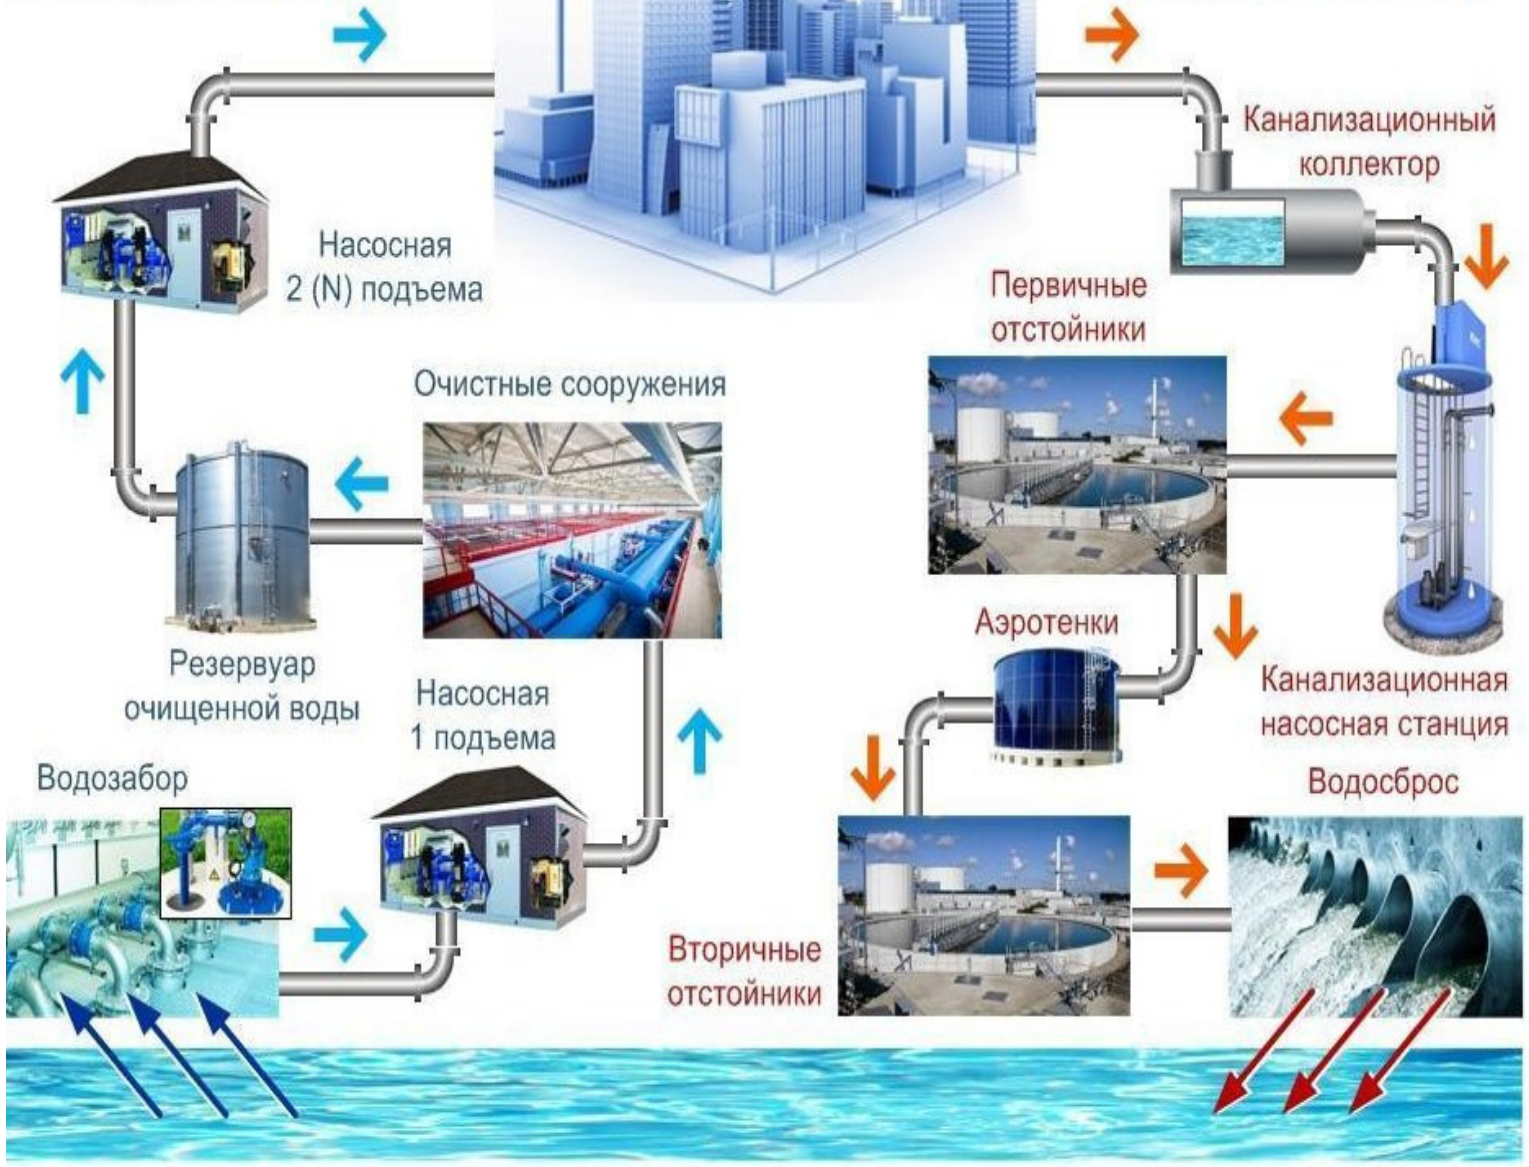 Канализационный
коллектор
Насосная
2 (N) подъема
Первичные
отстойники
Очистные сооружения
Аэротенки
Резервуар
очищенной воды
Насосная
1 подъема
Канализационная
насосная станция
Водозабор
Водосброс
Вторичные
отстойники